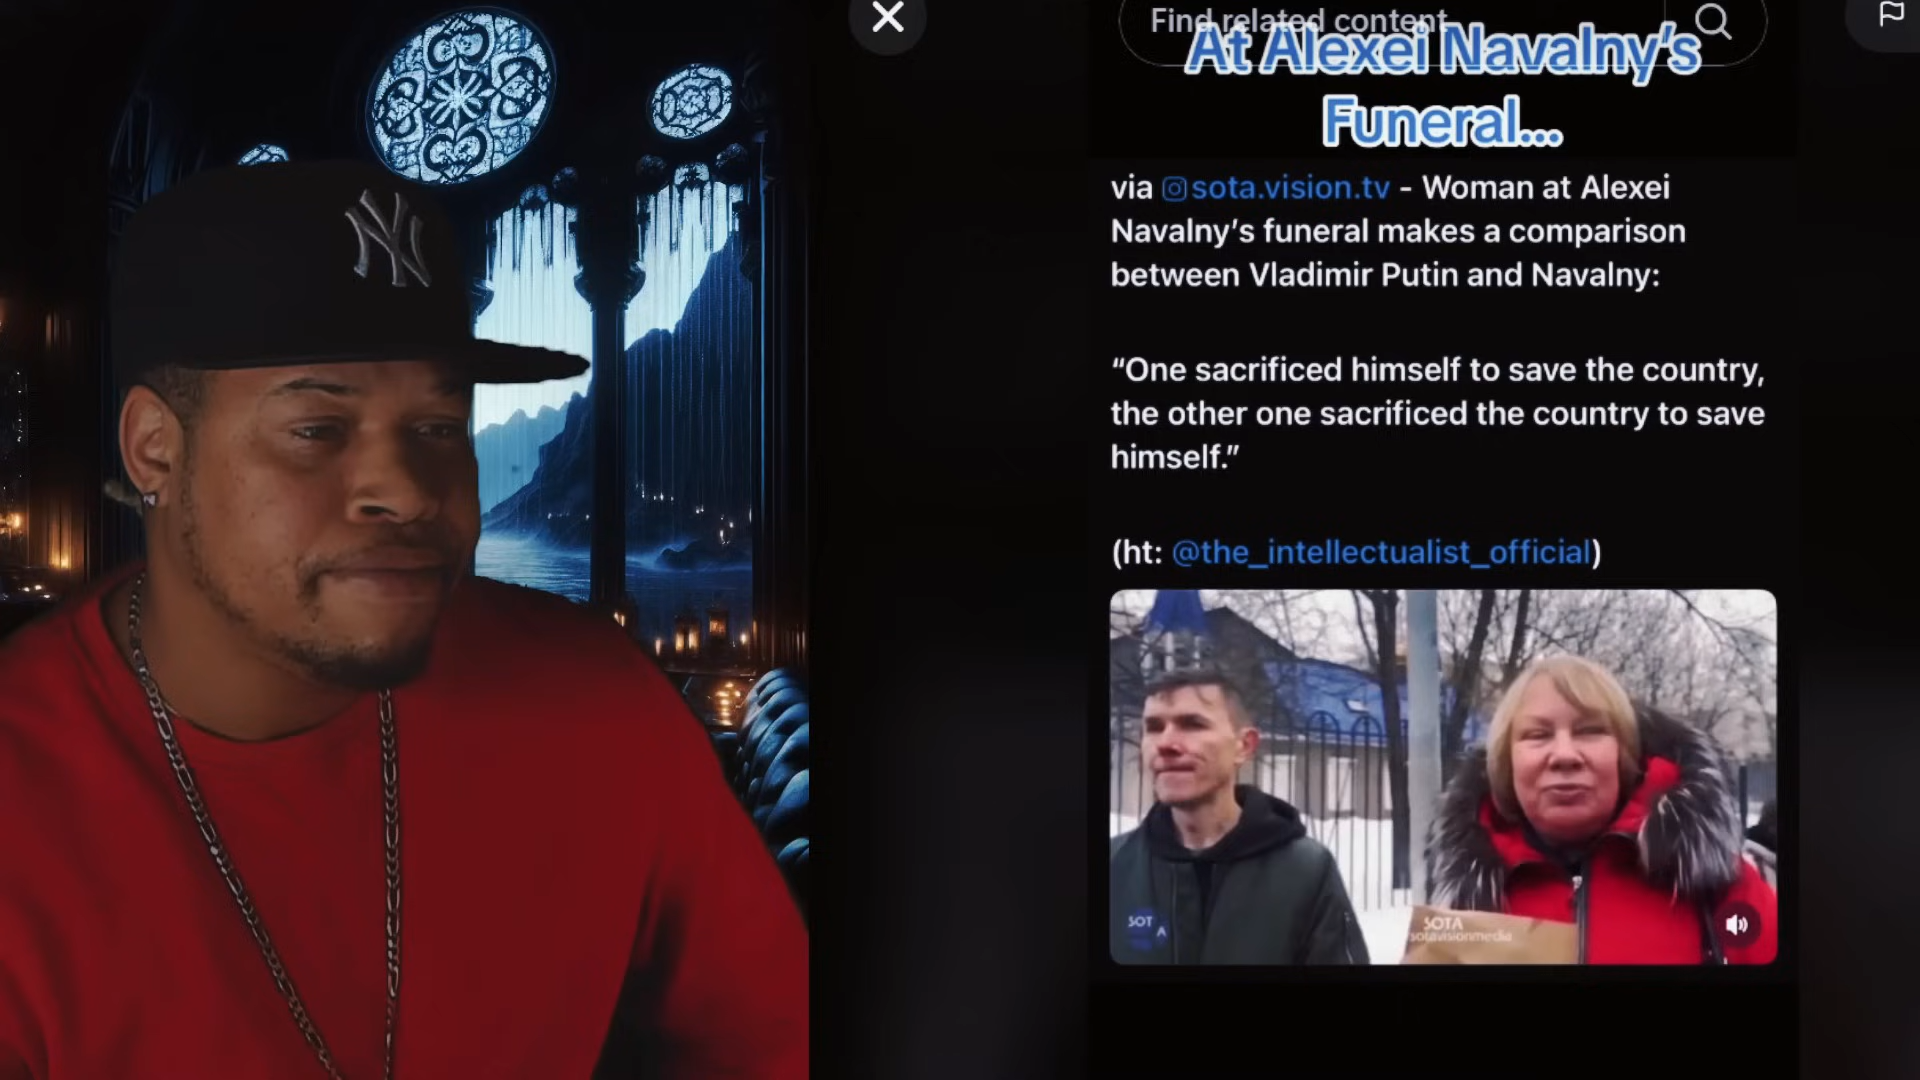 Find related content
At Alexei Navalny's
Funeral...
via sota.vision.tv - Woman at Alexei
Navalny's funeral makes a comparison
between Vladimir Putin and Navalny:
“One sacrificed himself to save the country,
the other one sacrificed the country to save
himself.”
(ht: @the_intellectualist_official)
NY
SOT
A
SOTA
sotavisionmedia